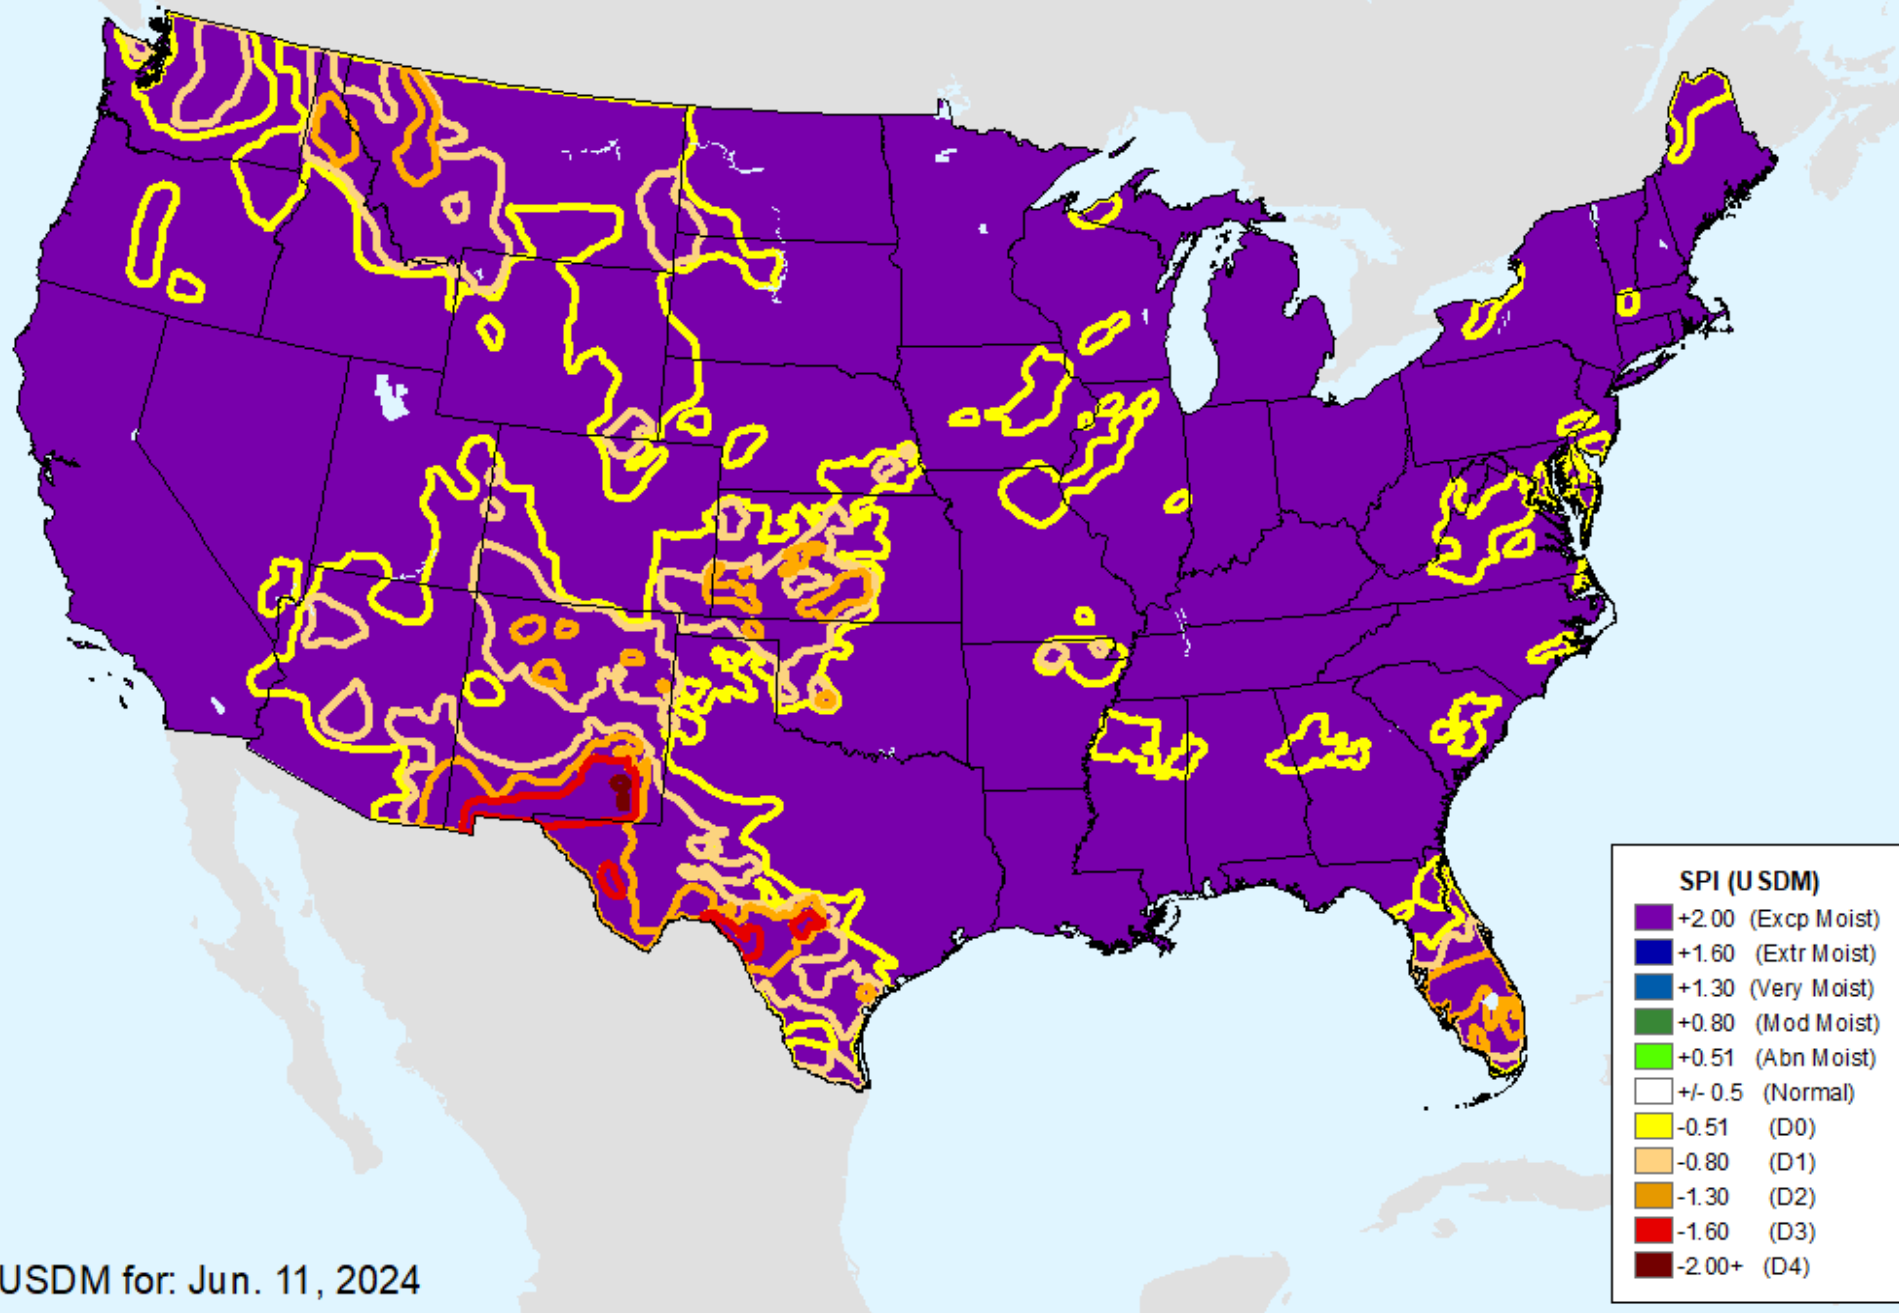 SPI (USDM)
+2.00 (Excp Moist)
+1.60 (Extr Moist)
+1.30 (Very Moist)
+0.80 (Mod Moist)
+0.51 (Abn Moist)
+/- 0.5 (Normal)
-0.51 (D0)
-0.80 (D1)
-1.30 (D2)
-1.60 (D3)
-2.00+ (D4)
USDM for: Jun. 11, 2024